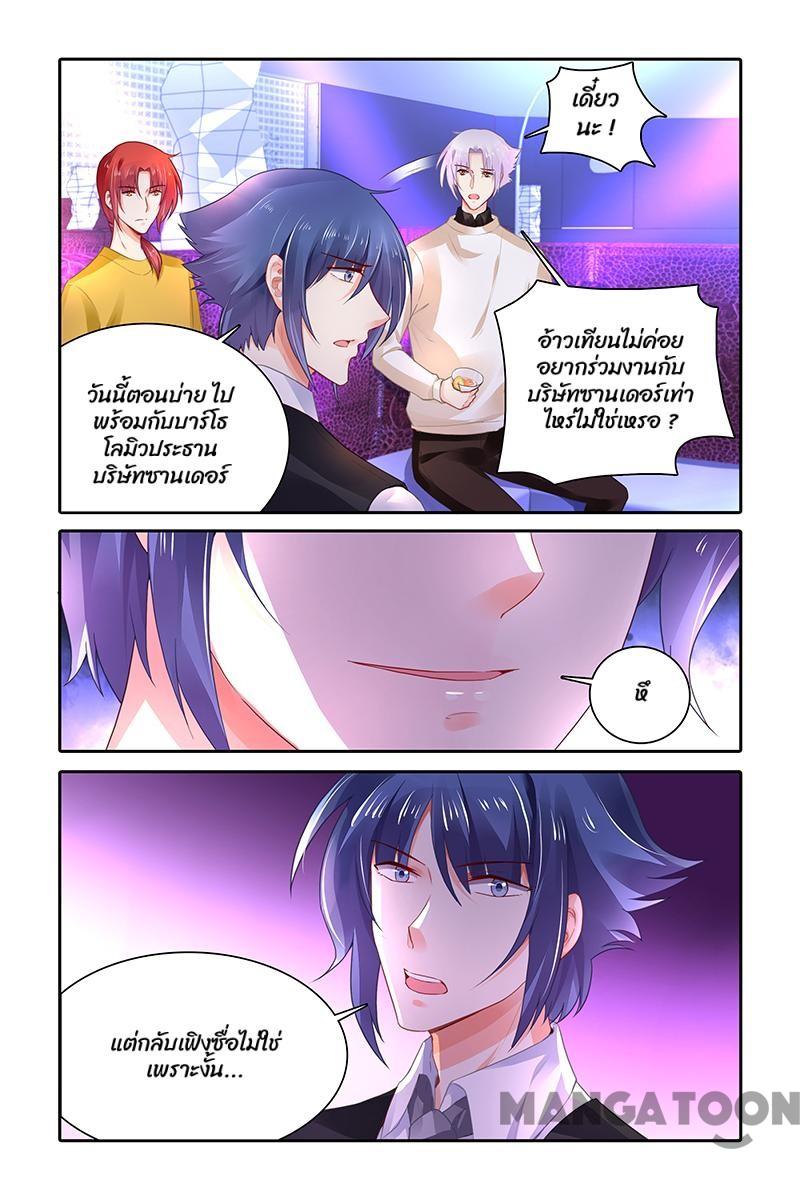 เดี๋ยว
นะ !
วันนี้ตอนบ่าย ไป
พร้อมกับบาร์โธ
โลมิวประธาน
บริษัทซานเดอร์
อ้าวเทียนไม่ค่อย
อยากร่วมงานกับ
บริษัทซานเดอร์เท่า
ไหร่ไม่ใช่เหรอ ?
หึ
แต่กลับเฟิงซื่อไม่ใช่
เพราะงั้น...
MANGATOON